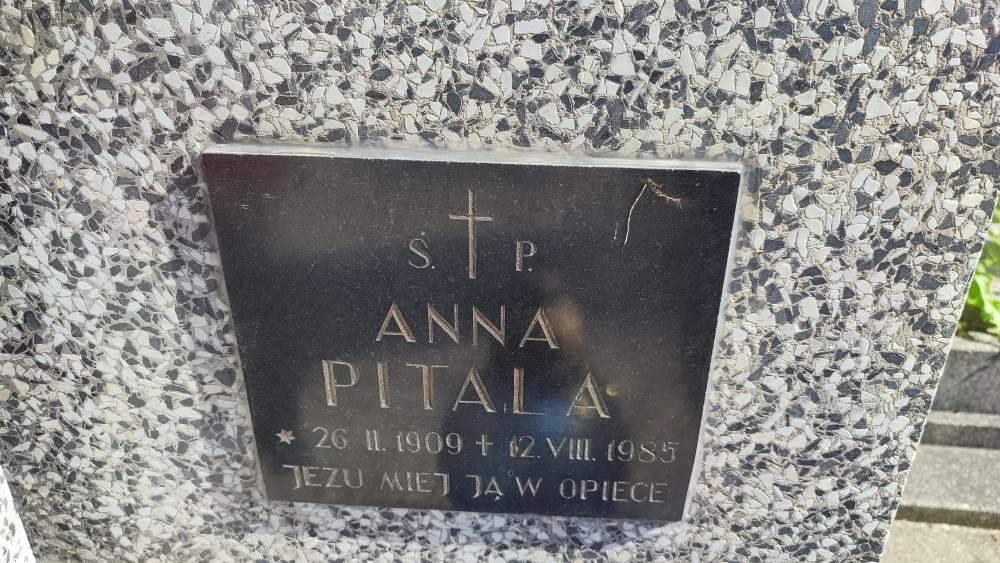 Ś. P.
ANNA
PITALA
* 26. II. 1909 + 12. VIII. 1985
JEZU MIEJ JĄ W OPIECE